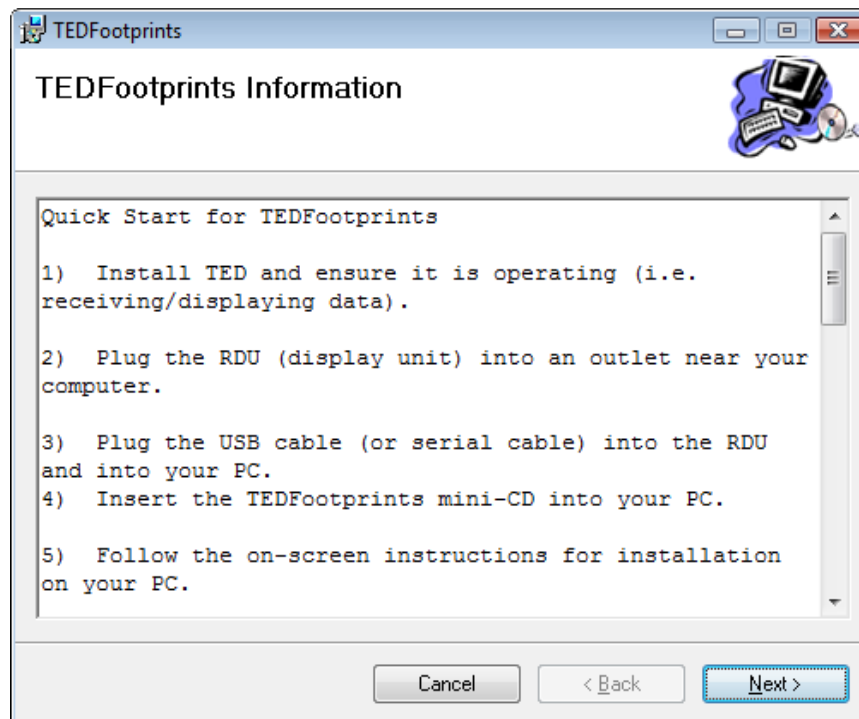 TEDFootprints
TEDFootprints Information
Quick Start for TEDFootprints
1)  Install TED and ensure it is operating (i.e.
receiving/displaying data).
2)  Plug the RDU (display unit) into an outlet near your
computer.
3)  Plug the USB cable (or serial cable) into the RDU
and into your PC.
4)  Insert the TEDFootprints mini-CD into your PC.
5)  Follow the on-screen instructions for installation
on your PC.
Cancel
< Back
Next >